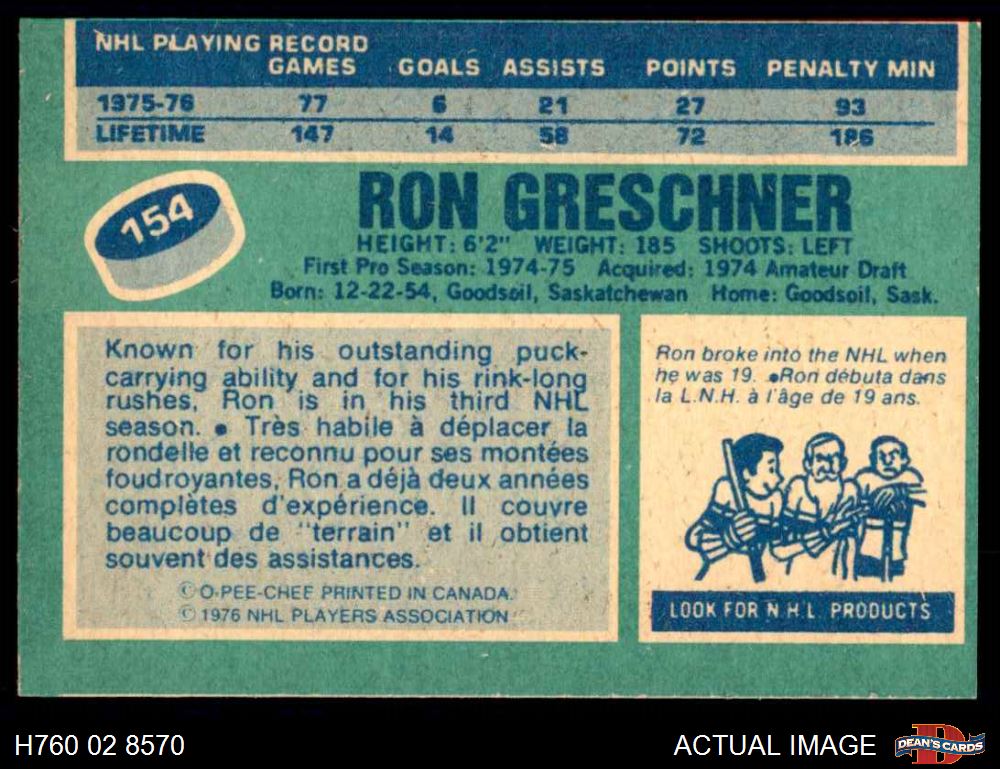 NHL PLAYING RECORD
GAMES GOALS ASSISTS POINTS PENALTY MIN
1975-76 77 6 21 27 93
LIFETIME 147 14 58 72 186
154
RON GRESCHNER
HEIGHT: 6'2" WEIGHT: 185 SHOOTS: LEFT
First Pro Season: 1974-75 Acquired: 1974 Amateur Draft
Born: 12-22-54, Goodsoil, Saskatchewan Home: Goodsoil, Sask.
Known for his outstanding puck-
carrying ability and for his rink-long
rushes, Ron is in his third NHL
season. • Très habile à déplacer la
rondelle et reconnu pour ses montées
foudroyantes, Ron a déjà deux années
complètes d'expérience. Il couvre
beaucoup de "terrain" et il obtient
souvent des assistances.
© O-PEE-CHEE PRINTED IN CANADA.
© 1976 NHL PLAYERS ASSOCIATION
Ron broke into the NHL when
he was 19. •Ron débuta dans
la L.N.H. à l'âge de 19 ans.
LOOK FOR N.H.L. PRODUCTS
H760 02 8570
ACTUAL IMAGE
DEAN'S CARDS